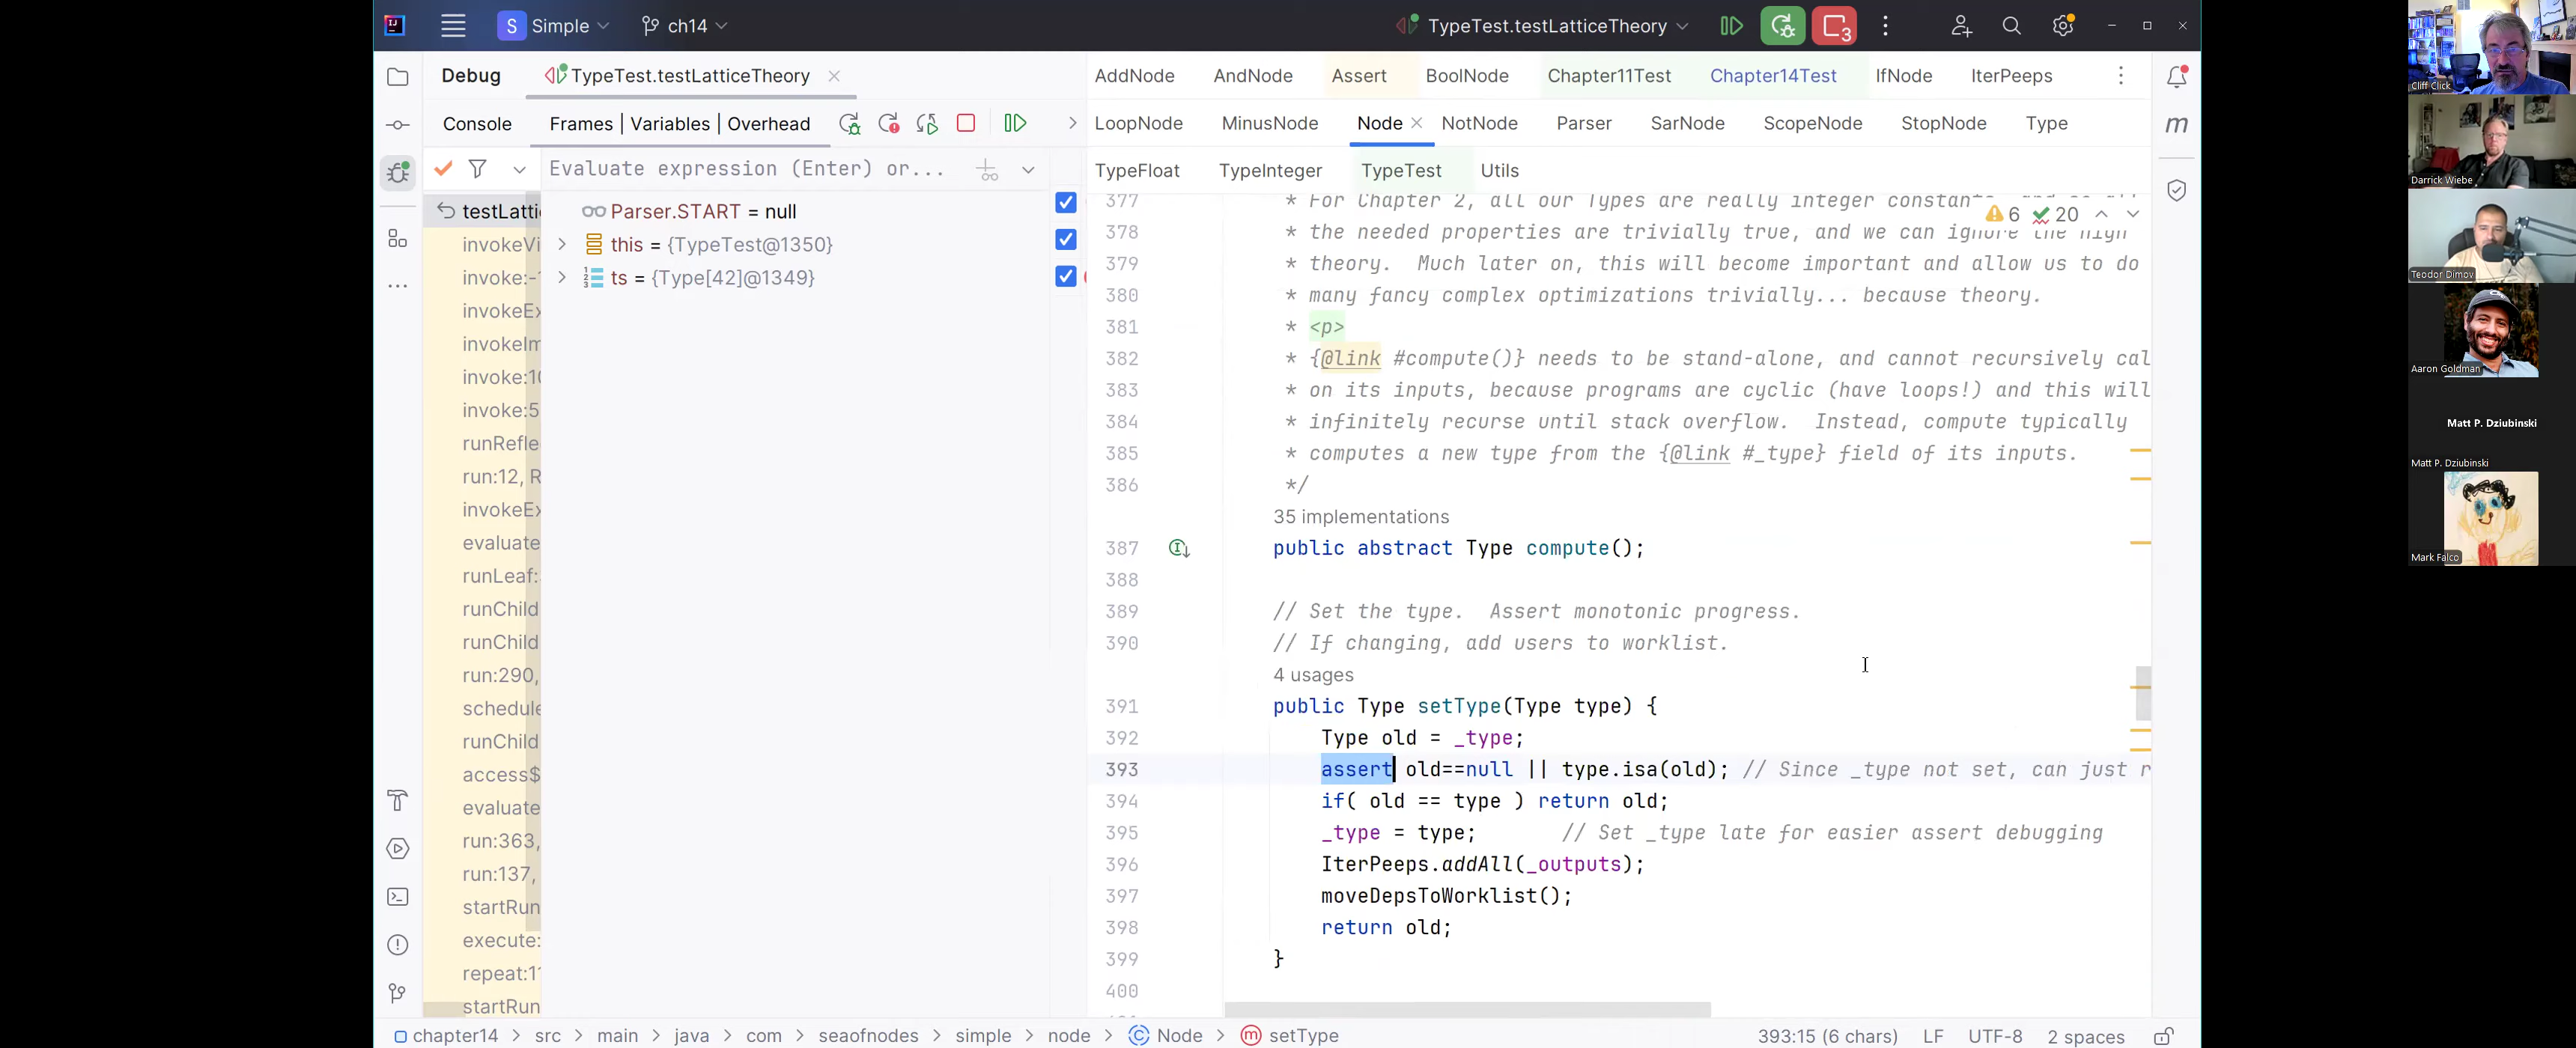 S Simple ch14 TypeTest.testLatticeTheory 3
Debug TypeTest.testLatticeTheory
AddNode AndNode Assert BoolNode Chapter11Test Chapter14Test IfNode IterPeeps
Console Frames | Variables | Overhead
LoopNode MinusNode Node NotNode Parser SarNode ScopeNode StopNode Type
Evaluate expression (Enter) or...
TypeFloat TypeInteger TypeTest Utils
testLatti
Parser.START = null
this = {TypeTest@1350}
ts = {Type[42]@1349}
invokeVi
invoke:-1
invokeEx
invokeIm
invoke:10
invoke:5
runRefle
run:12, R
invokeEx
evaluate
runLeaf:
runChild
runChild
run:290,
schedule
runChild
access$
evaluate
run:363,
run:137,
startRun
execute:
repeat:11
startRun
6 20
377 * For Chapter 2, all our Types are really integer constan
378 * the needed properties are trivially true, and we can ignore the high
379 * theory. Much later on, this will become important and allow us to do
380 * many fancy complex optimizations trivially... because theory.
381 * <p>
382 * {@link #compute()} needs to be stand-alone, and cannot recursively cal
383 * on its inputs, because programs are cyclic (have loops!) and this will
384 * infinitely recurse until stack overflow. Instead, compute typically
385 * computes a new type from the {@link #_type} field of its inputs.
386 */
35 implementations
387 public abstract Type compute();
388
389 // Set the type. Assert monotonic progress.
390 // If changing, add users to worklist.
4 usages
391 public Type setType(Type type) {
392 Type old = _type;
393 assert old==null || type.isa(old); // Since _type not set, can just r
394 if( old == type ) return old;
395 _type = type; // Set _type late for easier assert debugging
396 IterPeeps.addAll(_outputs);
397 moveDepsToWorklist();
398 return old;
399 }
400
chapter14 > src > main > java > com > seaofnodes > simple > node > Node > setType
393:15 (6 chars) LF UTF-8 2 spaces
Cliff Click
Darrick Wiebe
Teodor Dimov
Aaron Goldman
Matt P. Dziubinski
Matt P. Dziubinski
Mark Falco